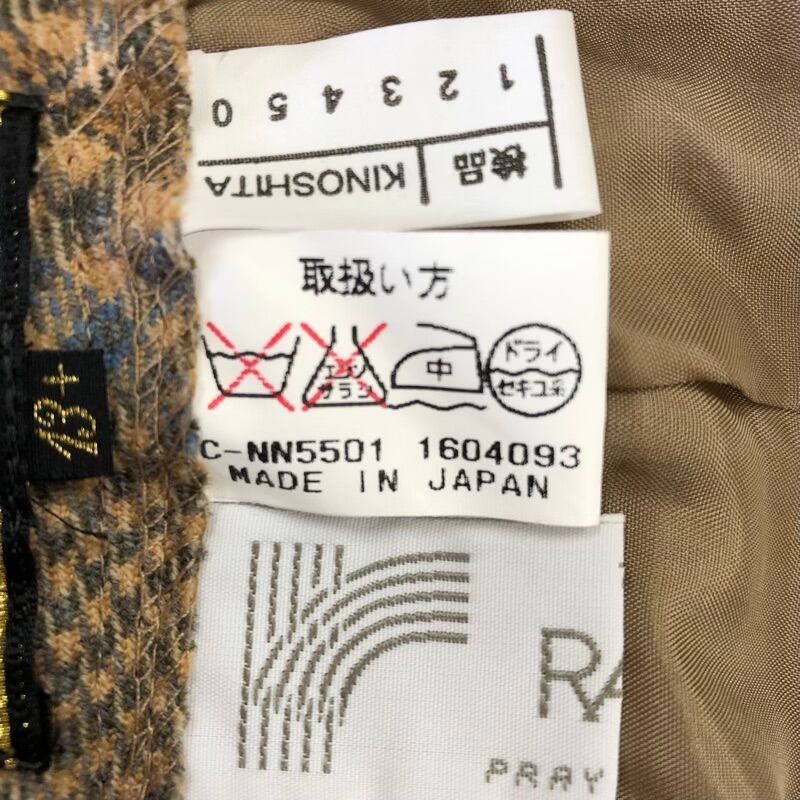 1 2 3 4 5 0
検品 KINOSHITA
取扱い方
エンソ
サラシ
中
ドライ
セキユ系
C-NN5501 1604093
MADE IN JAPAN
13+
RA
PRAY